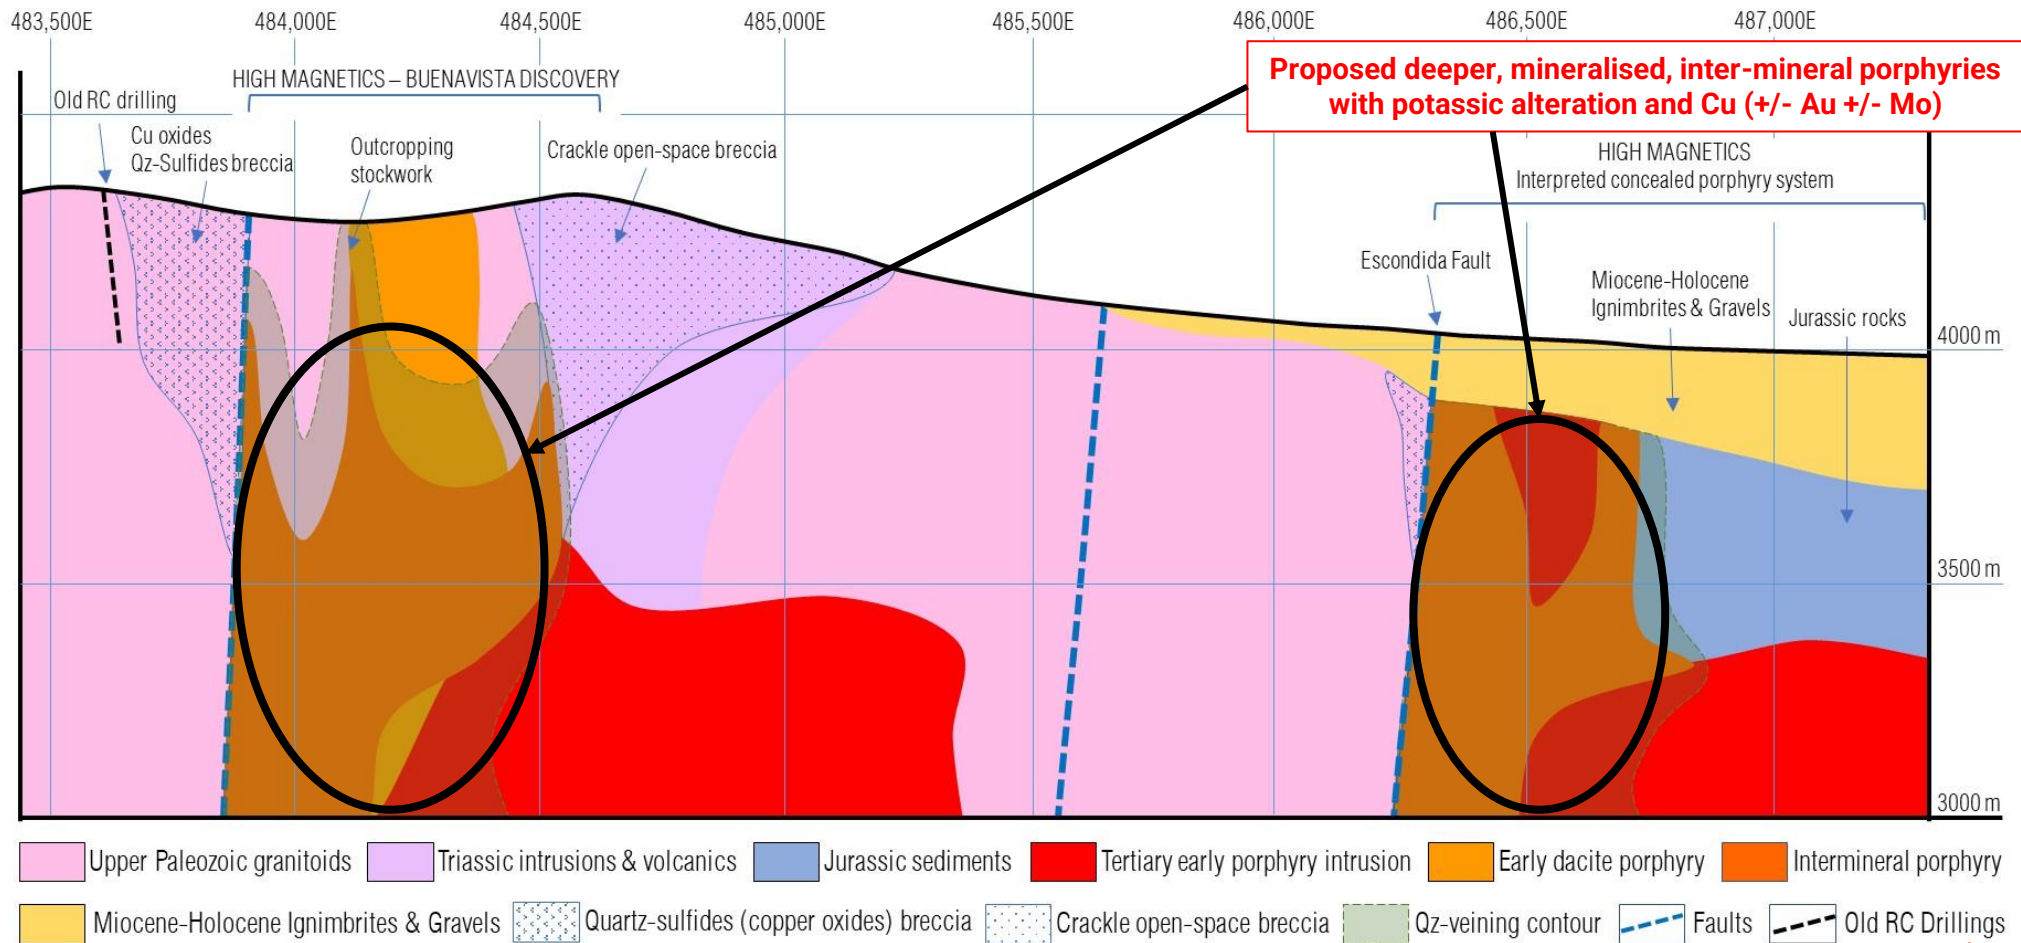 483,500E 484,000E 484,500E 485,000E 485,500E 486,000E 486,500E 487,000E
Proposed deeper, mineralised, inter-mineral porphyries
with potassic alteration and Cu (+/- Au +/- Mo)
HIGH MAGNETICS – BUENAVISTA DISCOVERY
Old RC drilling
Cu oxides
Qz-Sulfides breccia
Outcropping
stockwork
Crackle open-space breccia
HIGH MAGNETICS
Interpreted concealed porphyry system
Escondida Fault
Miocene-Holocene
Ignimbrites & Gravels
Jurassic rocks
4000 m
3500 m
3000 m
Upper Paleozoic granitoids Triassic intrusions & volcanics Jurassic sediments Tertiary early porphyry intrusion Early dacite porphyry Intermineral porphyry
Miocene-Holocene Ignimbrites & Gravels Quartz-sulfides (copper oxides) breccia Crackle open-space breccia Qz-veining contour Faults Old RC Drillings